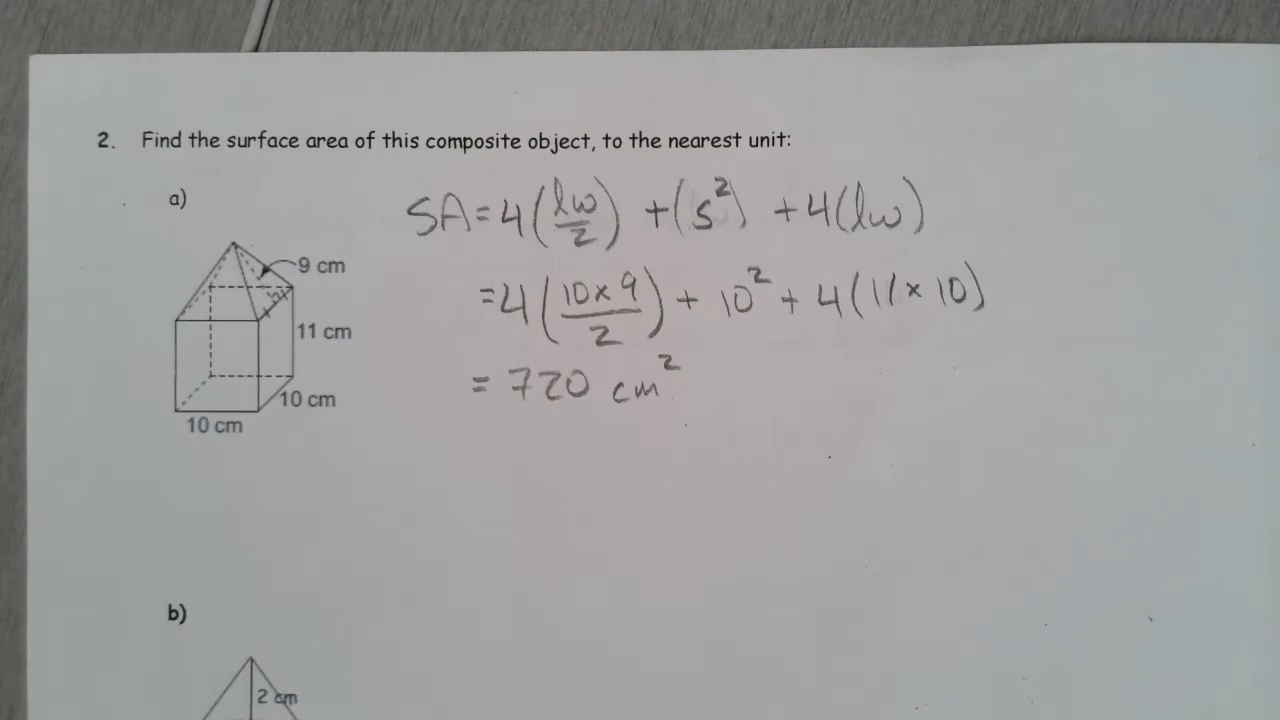 2. Find the surface area of this composite object, to the nearest unit:
a)
SA = 4(lw/2) + (s²) + 4(lw)
9 cm
= 4(10 × 9/2) + 10² + 4(11 × 10)
11 cm
= 720 cm²
10 cm
10 cm
b)
2 cm